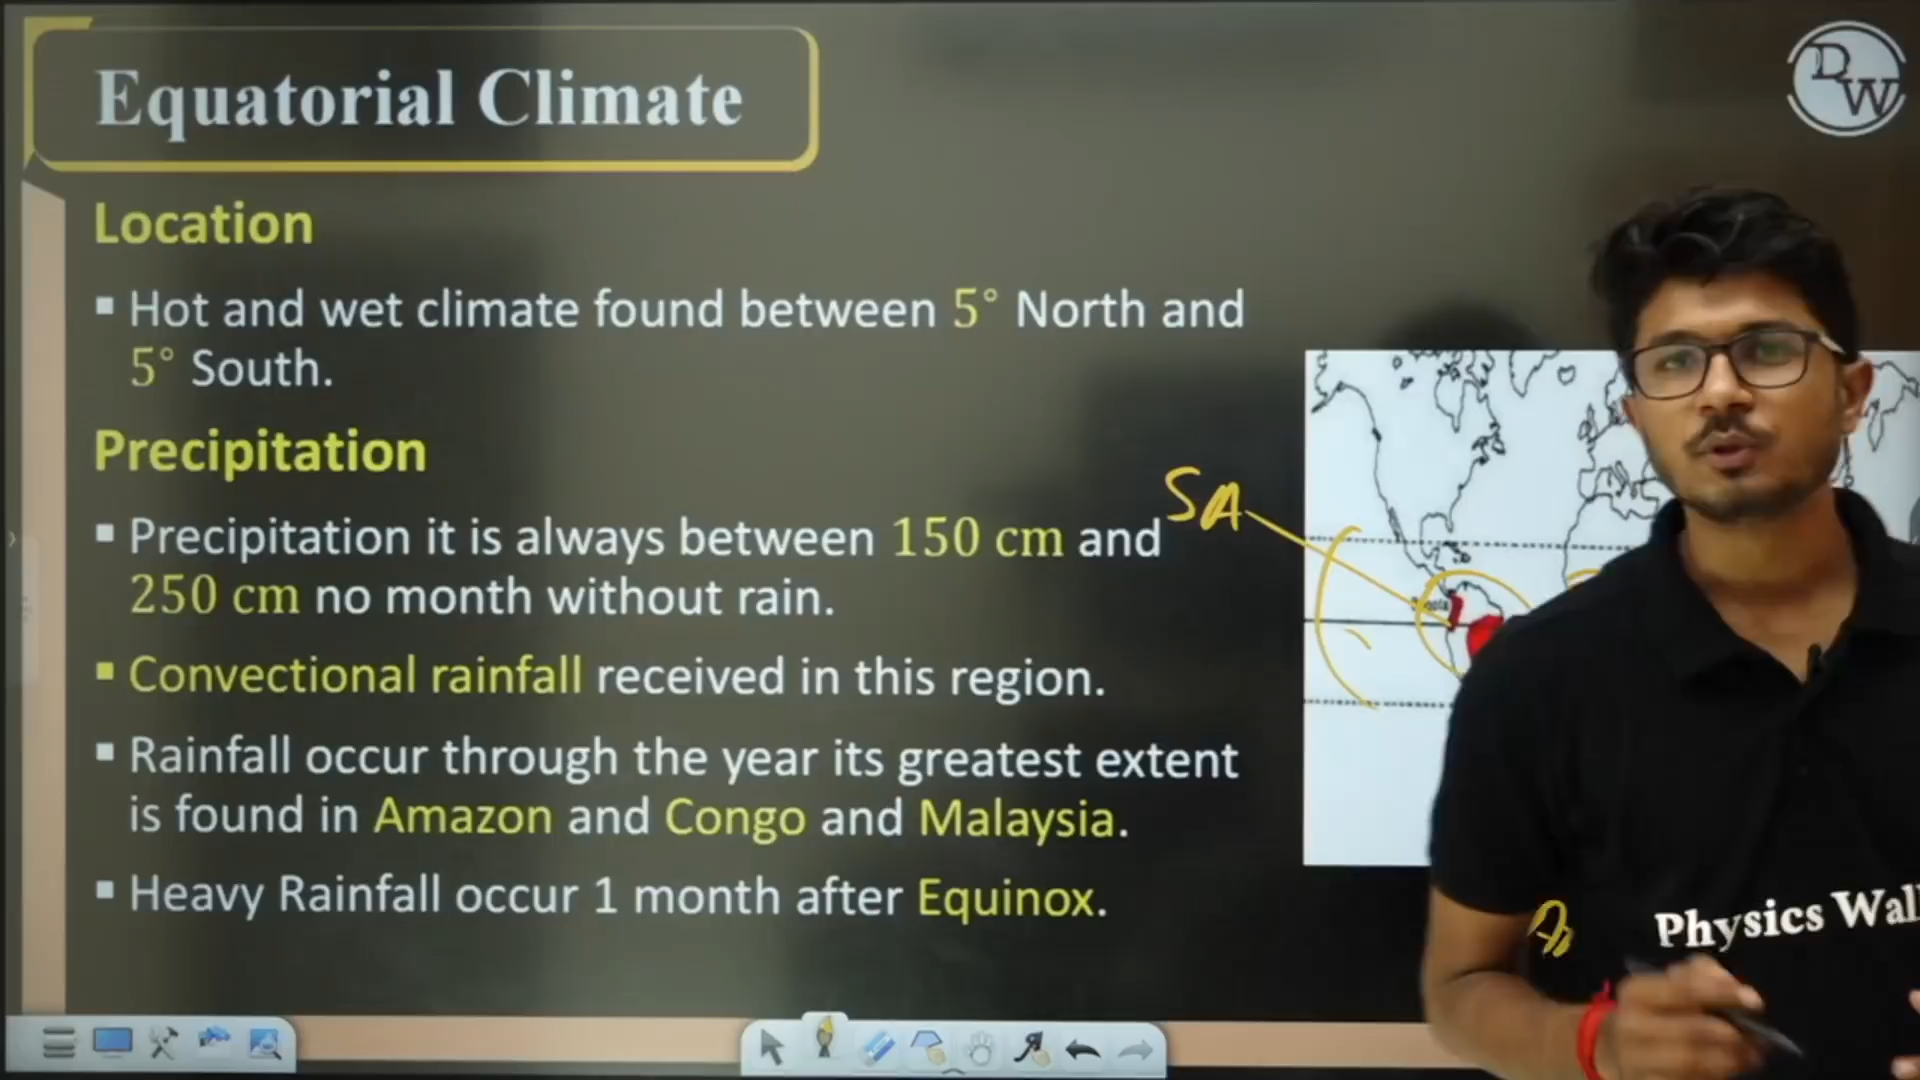 Equatorial Climate
PW
Location
▪ Hot and wet climate found between 5° North and
5° South.
Precipitation
▪ Precipitation it is always between 150 cm and
250 cm no month without rain.
SA
▪ Convectional rainfall received in this region.
▪ Rainfall occur through the year its greatest extent
is found in Amazon and Congo and Malaysia.
▪ Heavy Rainfall occur 1 month after Equinox.
Physics Wall